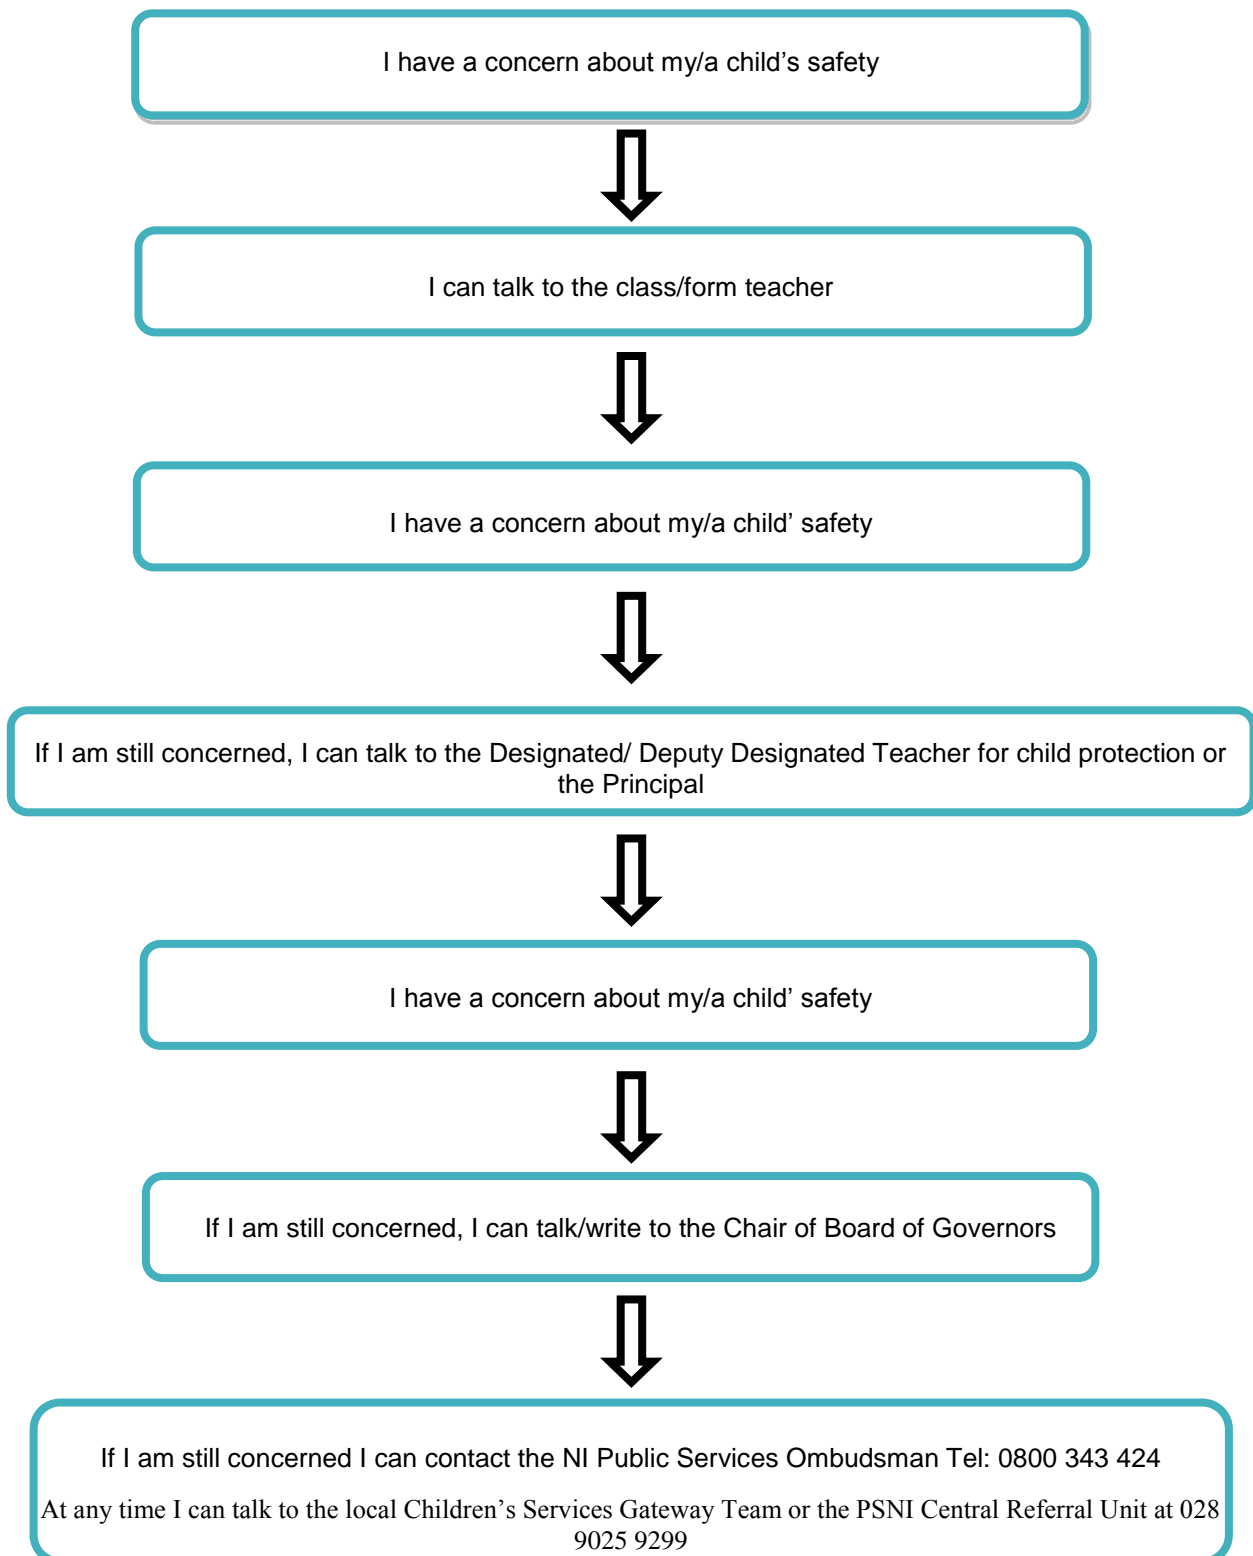 I have a concern about my/a child’s safety
I can talk to the class/form teacher
I have a concern about my/a child’ safety
If I am still concerned, I can talk to the Designated/ Deputy Designated Teacher for child protection or
the Principal
I have a concern about my/a child’ safety
If I am still concerned, I can talk/write to the Chair of Board of Governors
If I am still concerned I can contact the NI Public Services Ombudsman Tel: 0800 343 424
At any time I can talk to the local Children’s Services Gateway Team or the PSNI Central Referral Unit at 028
9025 9299